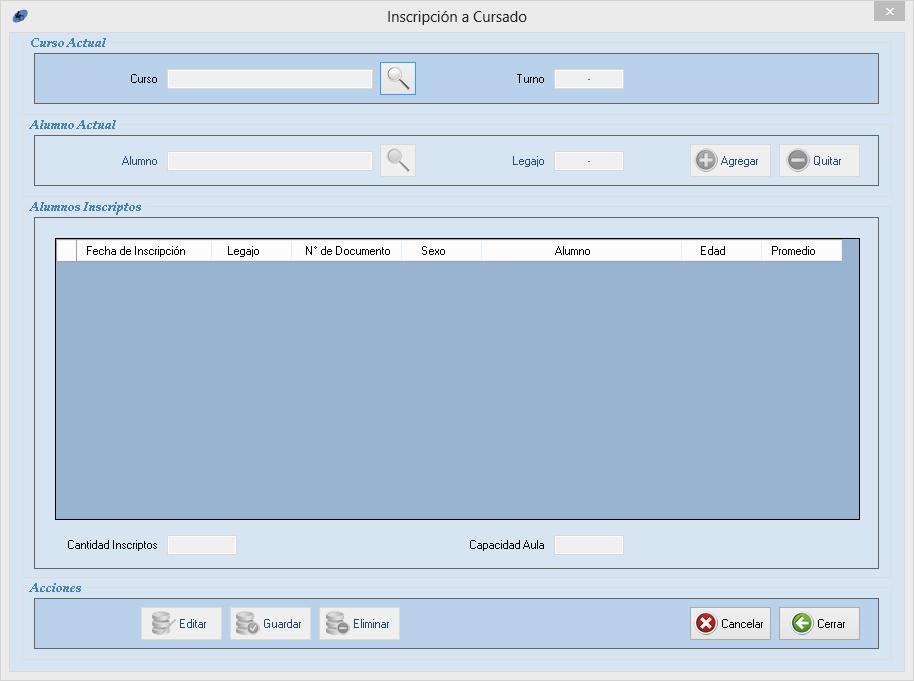 Inscripción a Cursado
Curso Actual
Curso
Turno -
Alumno Actual
Alumno
Legajo - Agregar Quitar
Alumnos Inscriptos
Fecha de Inscripción Legajo N° de Documento Sexo Alumno Edad Promedio
Cantidad Inscriptos
Capacidad Aula
Acciones
Editar Guardar Eliminar Cancelar Cerrar